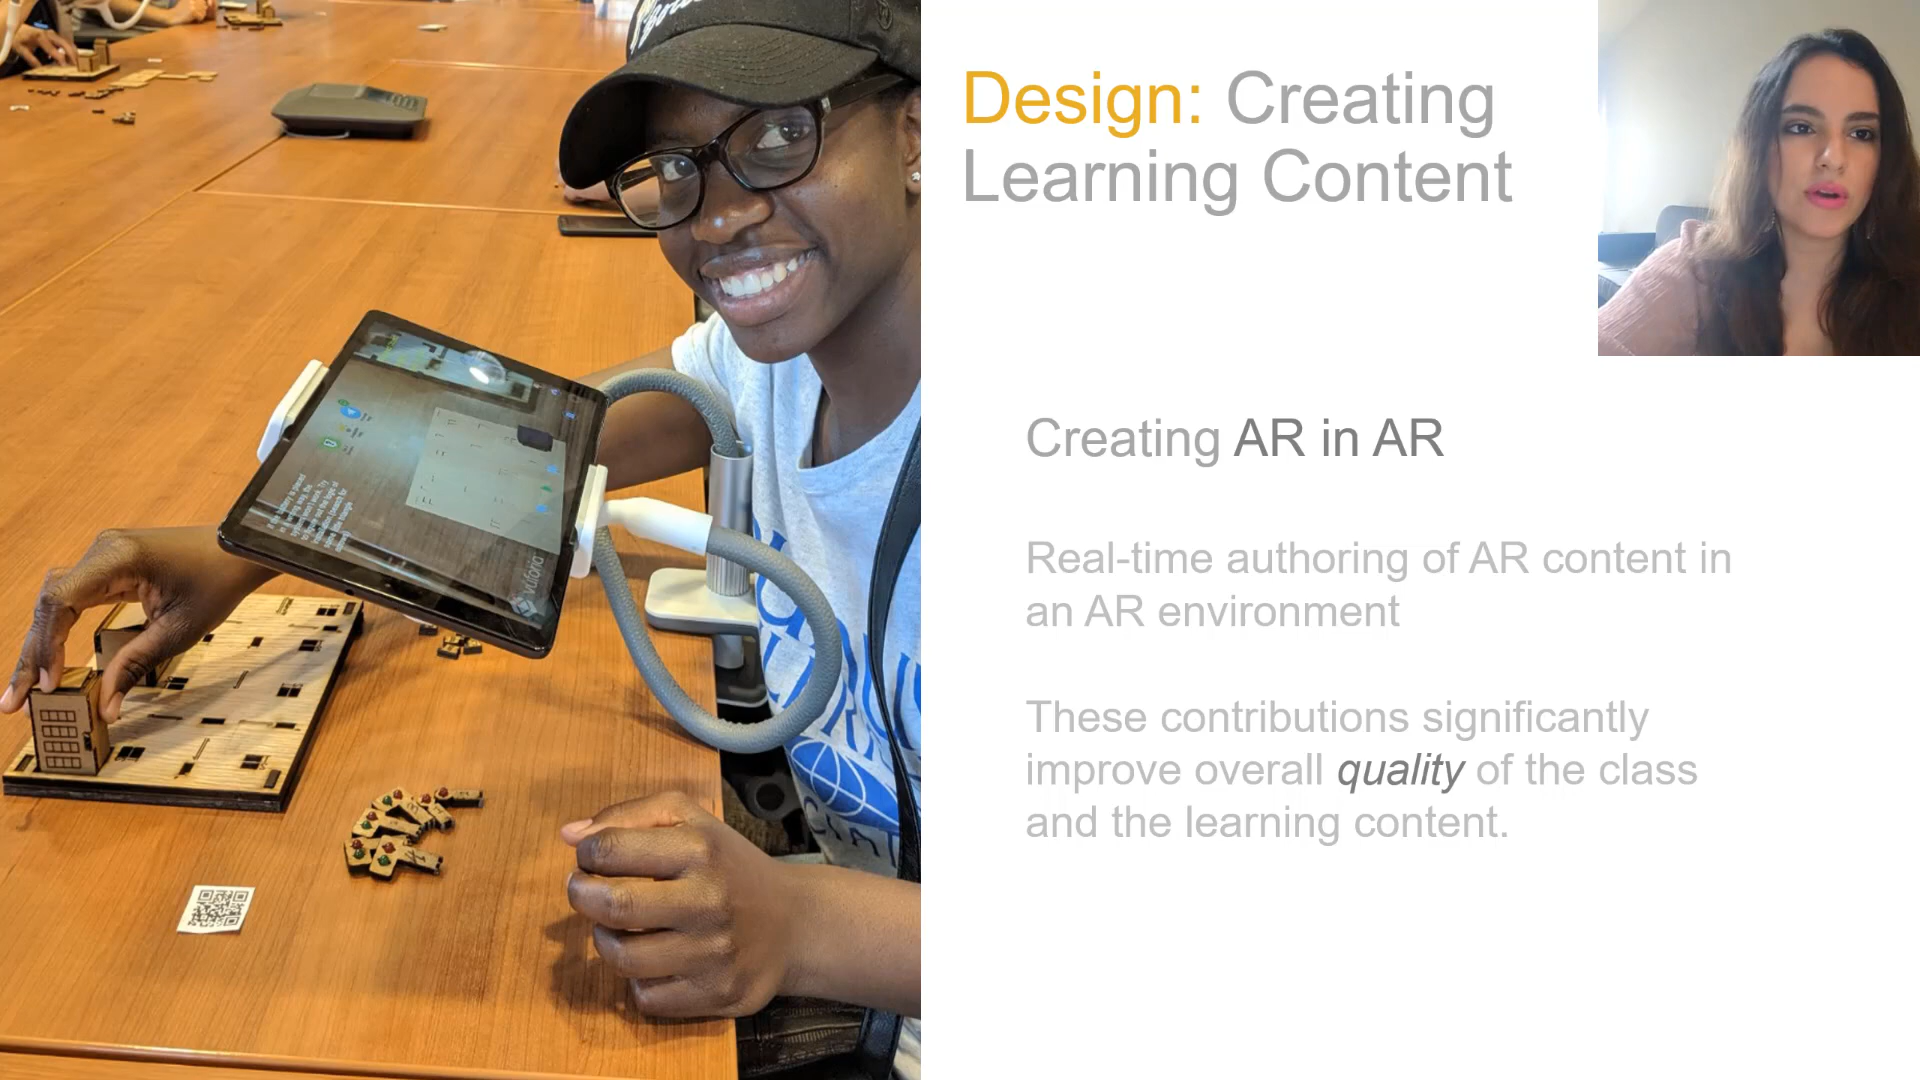 Design: Creating
Learning Content
Creating AR in AR
Real-time authoring of AR content in
an AR environment
These contributions significantly
improve overall quality of the class
and the learning content.
vuforia